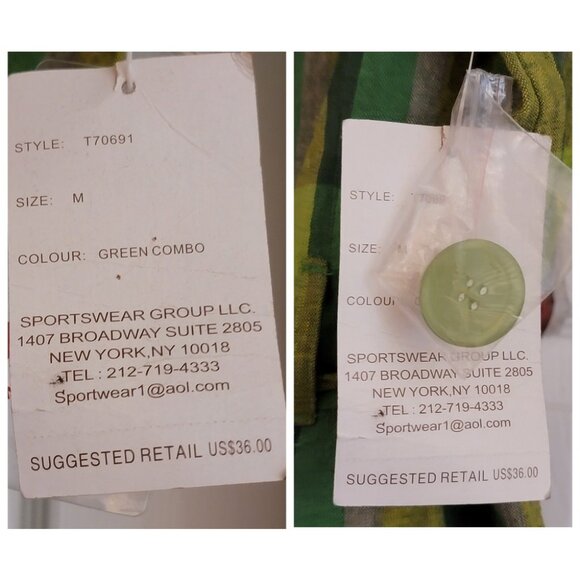 STYLE: T70691
SIZE: M
COLOUR: GREEN COMBO
SPORTSWEAR GROUP LLC.
1407 BROADWAY SUITE 2805
NEW YORK,NY 10018
TEL : 212-719-4333
Sportwear1@aol.com
SUGGESTED RETAIL US$36.00
STYLE:
SIZE: M
SPORTSWEAR GROUP LLC.
1407 BROADWAY SUITE 2805
NEW YORK,NY 10018
TEL : 212-719-4333
Sportwear1@aol.com
SUGGESTED RETAIL US$36.00